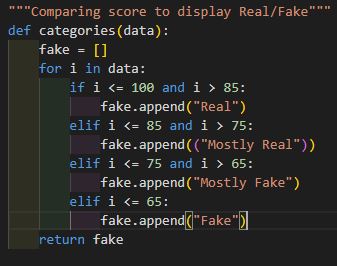 """Comparing score to display Real/Fake"""
def categories(data):
    fake = []
    for i in data:
        if i <= 100 and i > 85:
            fake.append("Real")
        elif i <= 85 and i > 75:
            fake.append(("Mostly Real"))
        elif i <= 75 and i > 65:
            fake.append("Mostly Fake")
        elif i <= 65:
            fake.append("Fake")
    return fake